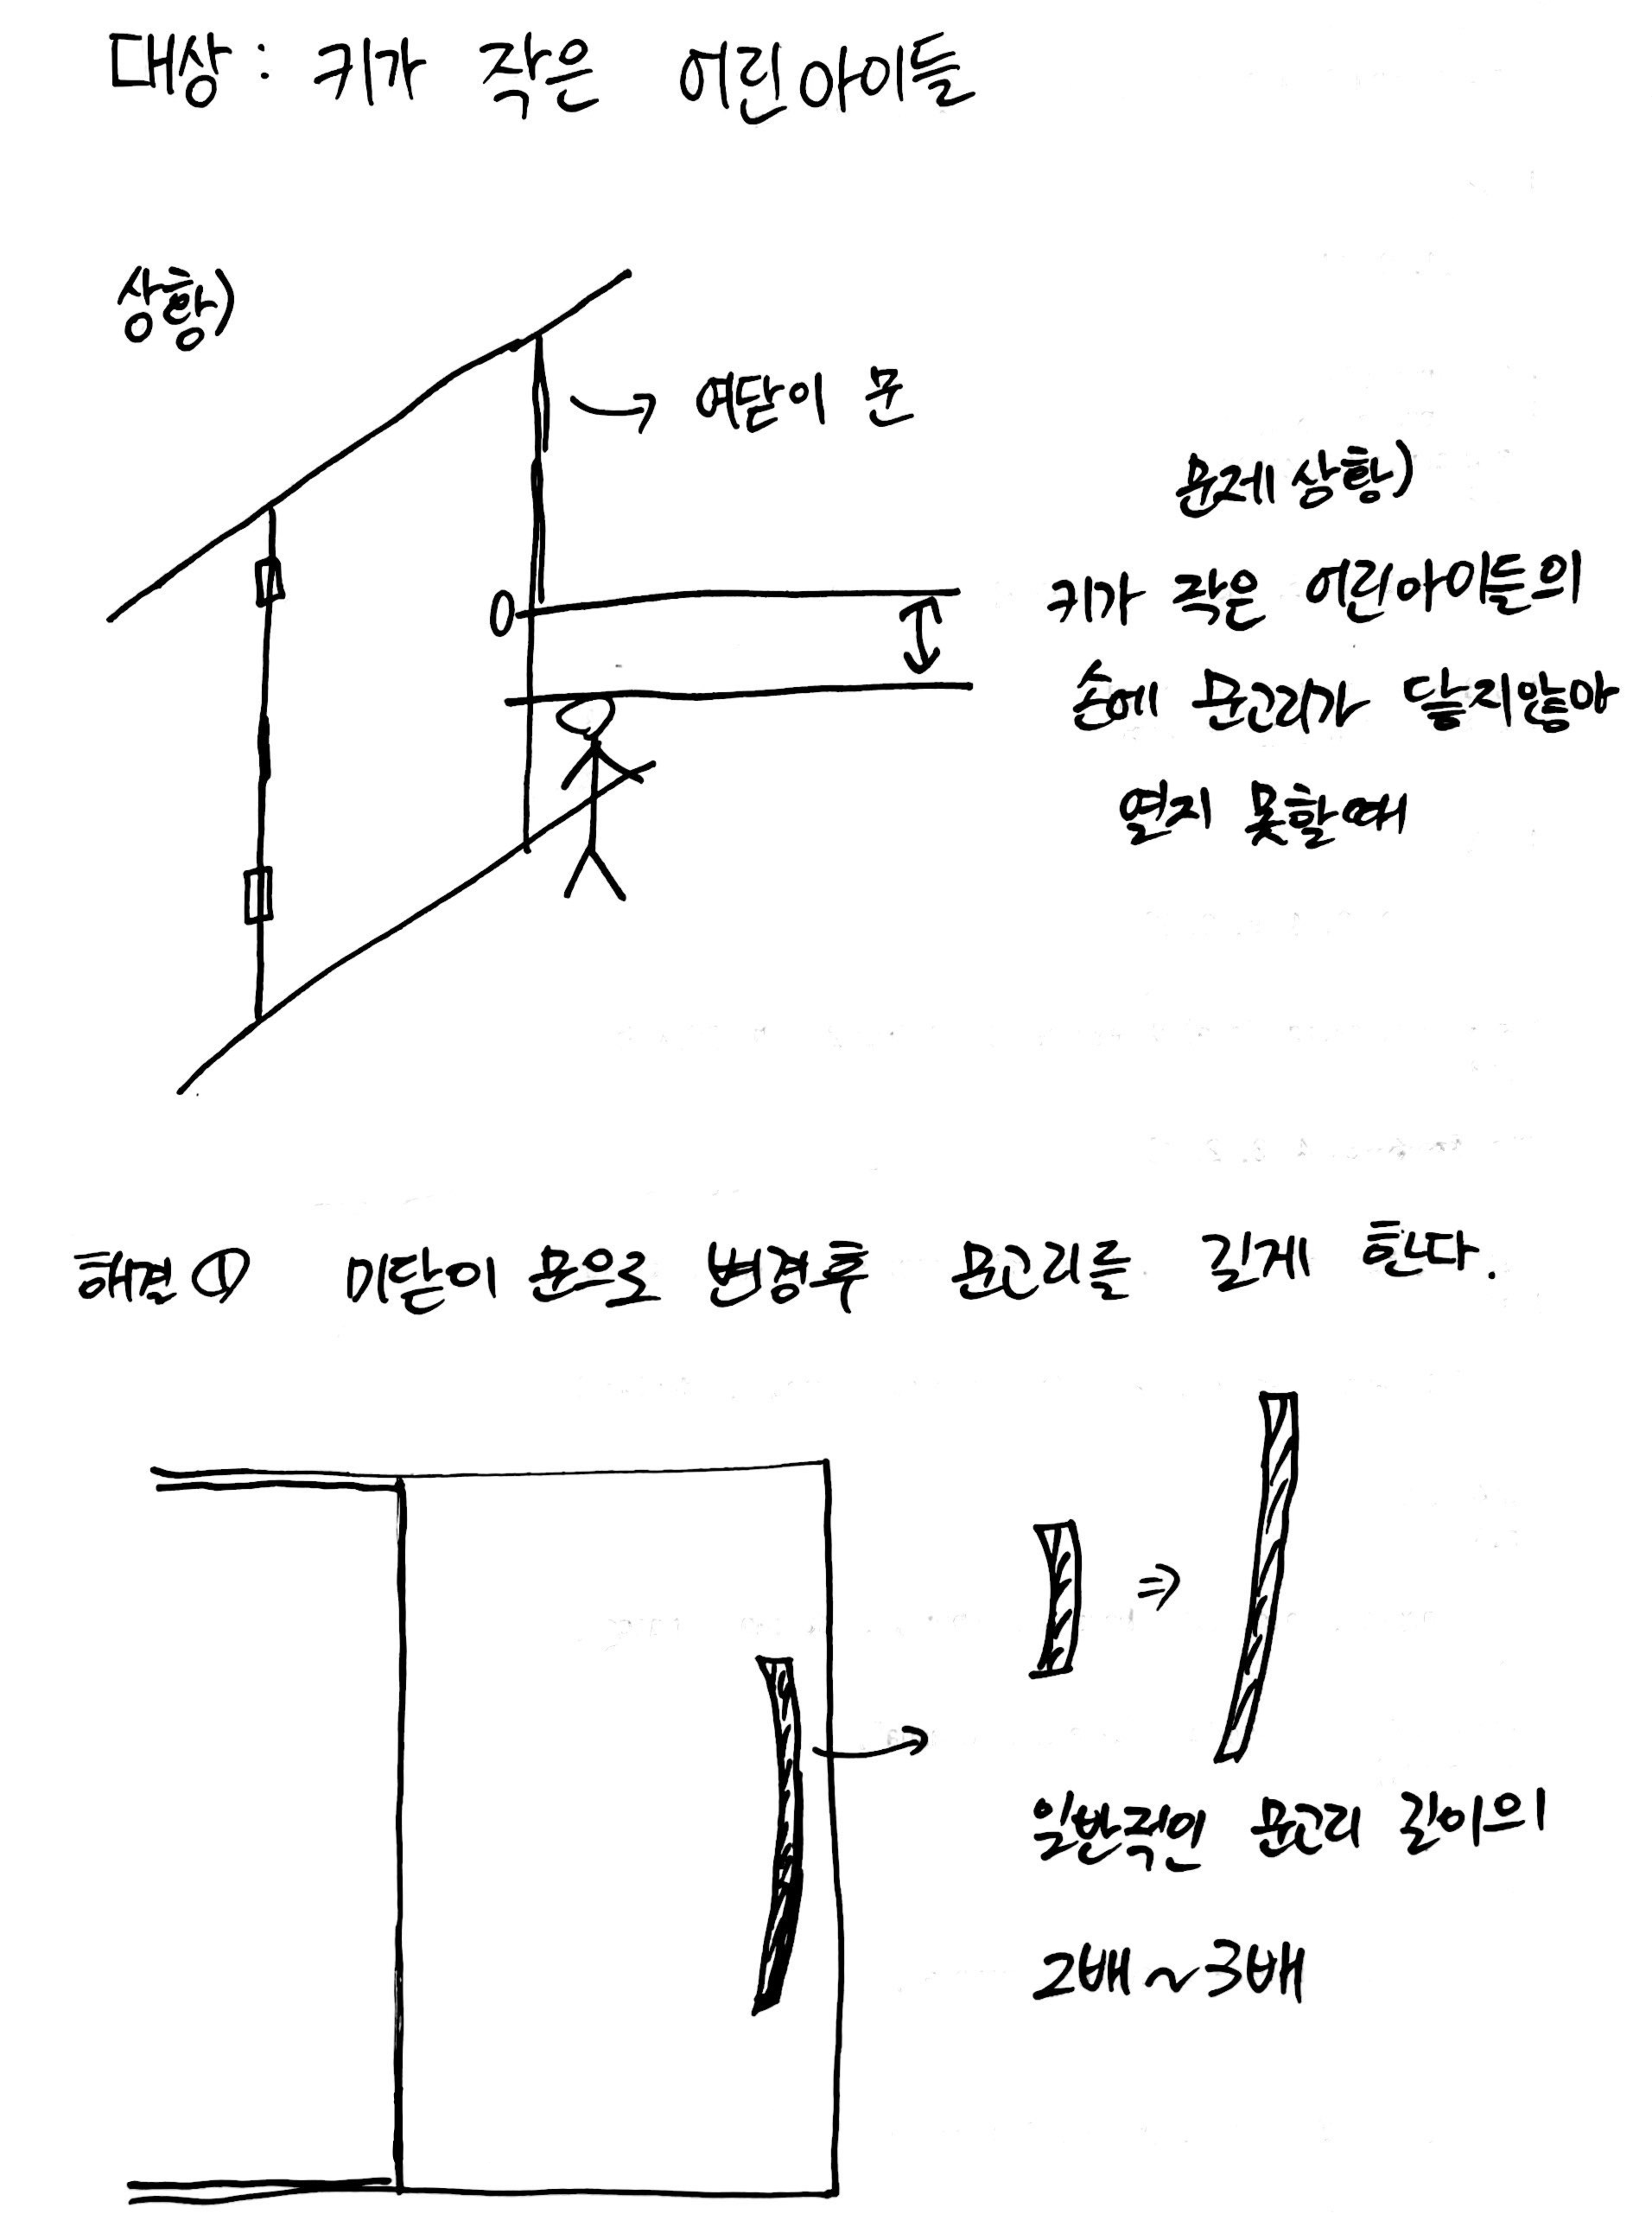 대상: 키가 작은 어린아이들
상황)
→ 여닫이 문
문제상황)
키가 작은 어린아이들의
손에 문고리가 닿지않아
열지 못할때
해결① 미닫이 문으로 변경후 문고리를 길게 한다.
⇒
일반적인 문고리 길이의
2배~3배